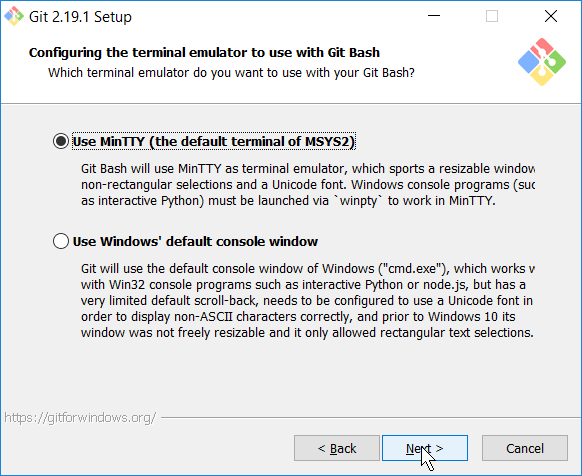 Git 2.19.1 Setup
Configuring the terminal emulator to use with Git Bash
Which terminal emulator do you want to use with your Git Bash?
Use MinTTY (the default terminal of MSYS2)
Git Bash will use MinTTY as terminal emulator, which sports a resizable window
non-rectangular selections and a Unicode font. Windows console programs (suc
as interactive Python) must be launched via `winpty` to work in MinTTY.
Use Windows' default console window
Git will use the default console window of Windows ("cmd.exe"), which works w
with Win32 console programs such as interactive Python or node.js, but has a
very limited default scroll-back, needs to be configured to use a Unicode font in
order to display non-ASCII characters correctly, and prior to Windows 10 its
window was not freely resizable and it only allowed rectangular text selections.
https://gitforwindows.org/
< Back
Next >
Cancel